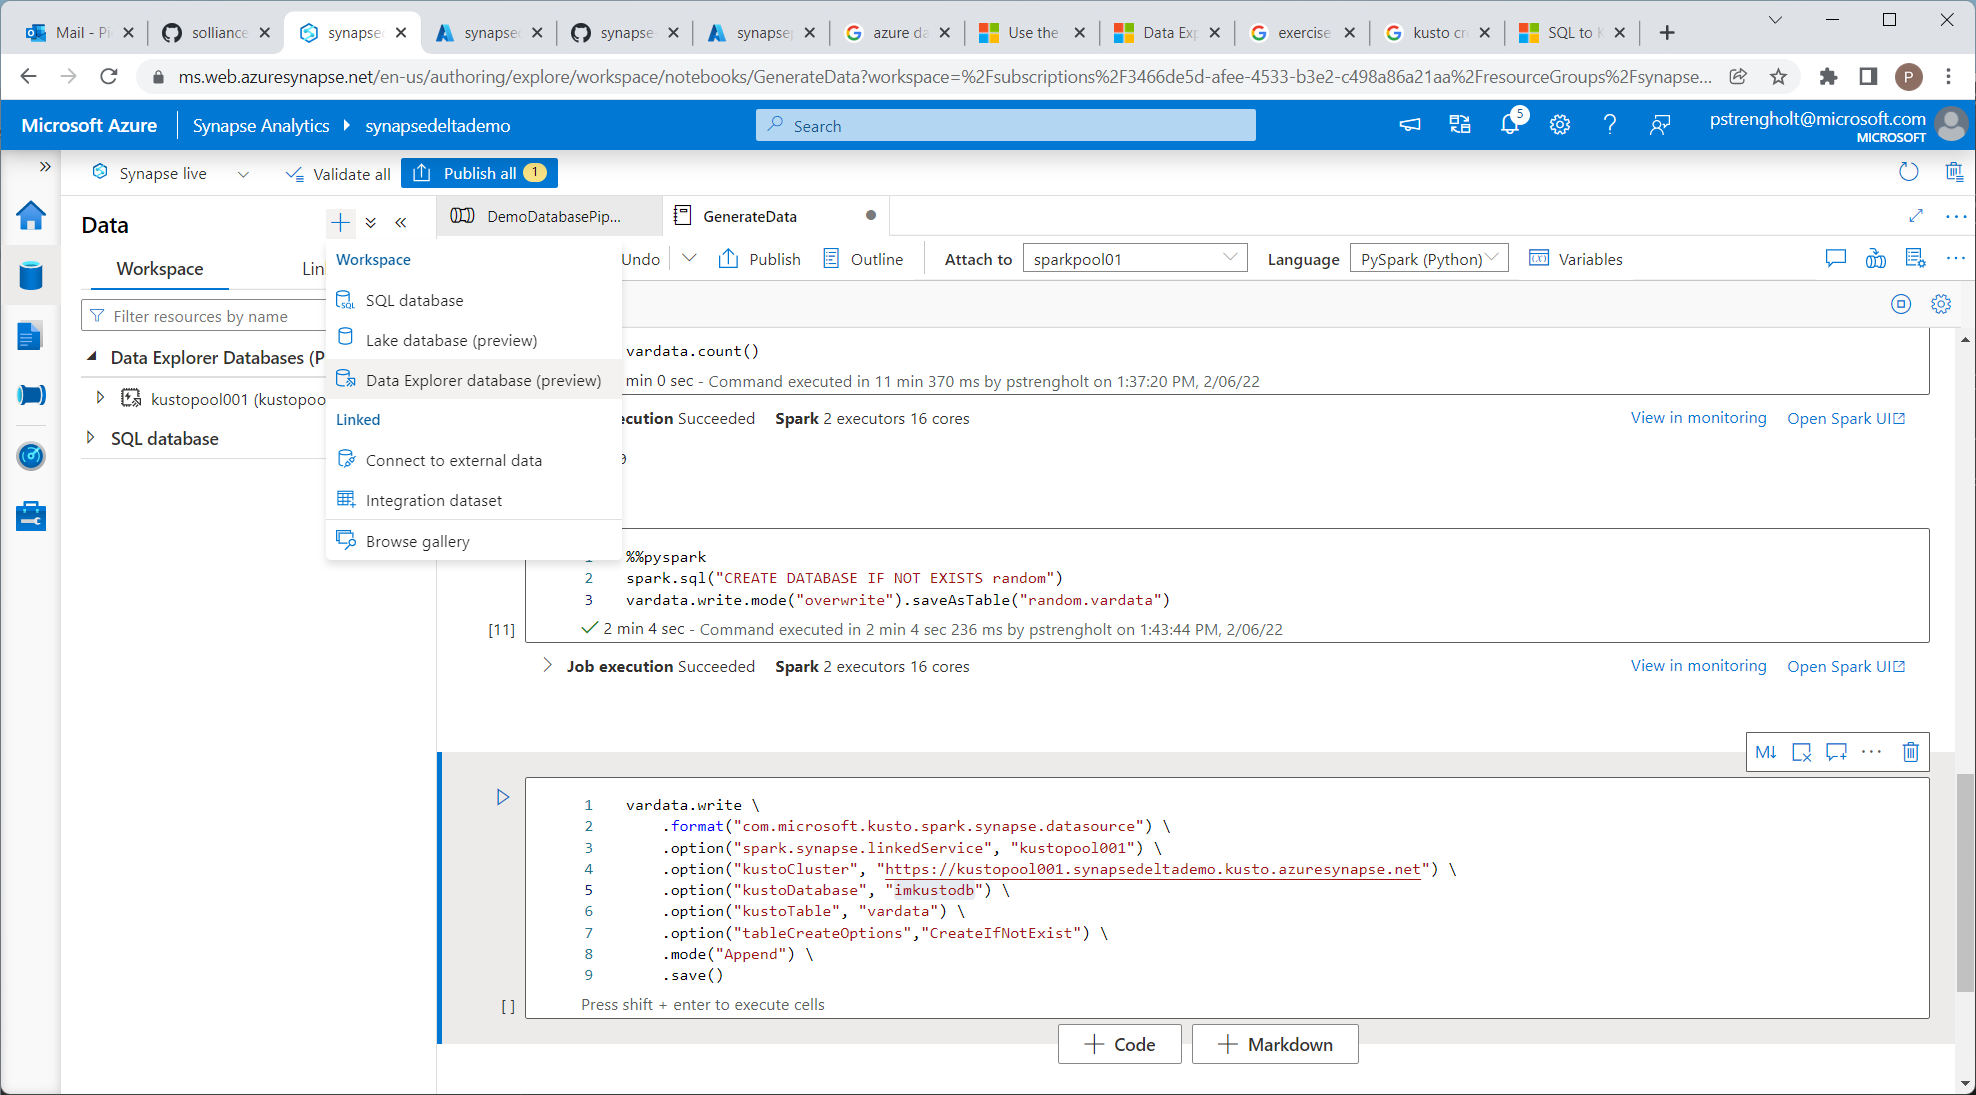 Mail - Pi
solliance
synapsed
synapsed
synapse
synapsep
azure da
Use the
Data Exp
exercise
kusto cr
SQL to K
ms.web.azuresynapse.net/en-us/authoring/explore/workspace/notebooks/GenerateData?workspace=%2Fsubscriptions%2F3466de5d-afee-4533-b3e2-c498a86a21aa%2FresourceGroups%2Fsynapse...
P
Microsoft Azure
Synapse Analytics
synapsedeltademo
Search
5
pstrengholt@microsoft.com
MICROSOFT
Synapse live
Validate all
Publish all
1
Data
DemoDatabasePip...
GenerateData
Workspace
Lin
Filter resources by name
Data Explorer Databases (P
kustopool001 (kustopoo
SQL database
Workspace
SQL database
Lake database (preview)
Data Explorer database (preview)
Linked
Connect to external data
Integration dataset
Browse gallery
Undo
Publish
Outline
Attach to
sparkpool01
Language
PySpark (Python)
Variables
vardata.count()
min 0 sec - Command executed in 11 min 370 ms by pstrengholt on 1:37:20 PM, 2/06/22
ecution Succeeded Spark 2 executors 16 cores
View in monitoring
Open Spark UI
1 %%pyspark
2 spark.sql("CREATE DATABASE IF NOT EXISTS random")
3 vardata.write.mode("overwrite").saveAsTable("random.vardata")
[11]
2 min 4 sec - Command executed in 2 min 4 sec 236 ms by pstrengholt on 1:43:44 PM, 2/06/22
Job execution Succeeded Spark 2 executors 16 cores
View in monitoring
Open Spark UI
M↓
1 vardata.write \
2 .format("com.microsoft.kusto.spark.synapse.datasource") \
3 .option("spark.synapse.linkedService", "kustopool001") \
4 .option("kustoCluster", "https://kustopool001.synapsedeltademo.kusto.azuresynapse.net") \
5 .option("kustoDatabase", "imkustodb") \
6 .option("kustoTable", "vardata") \
7 .option("tableCreateOptions","CreateIfNotExist") \
8 .mode("Append") \
9 .save()
[ ]
Press shift + enter to execute cells
Code
Markdown